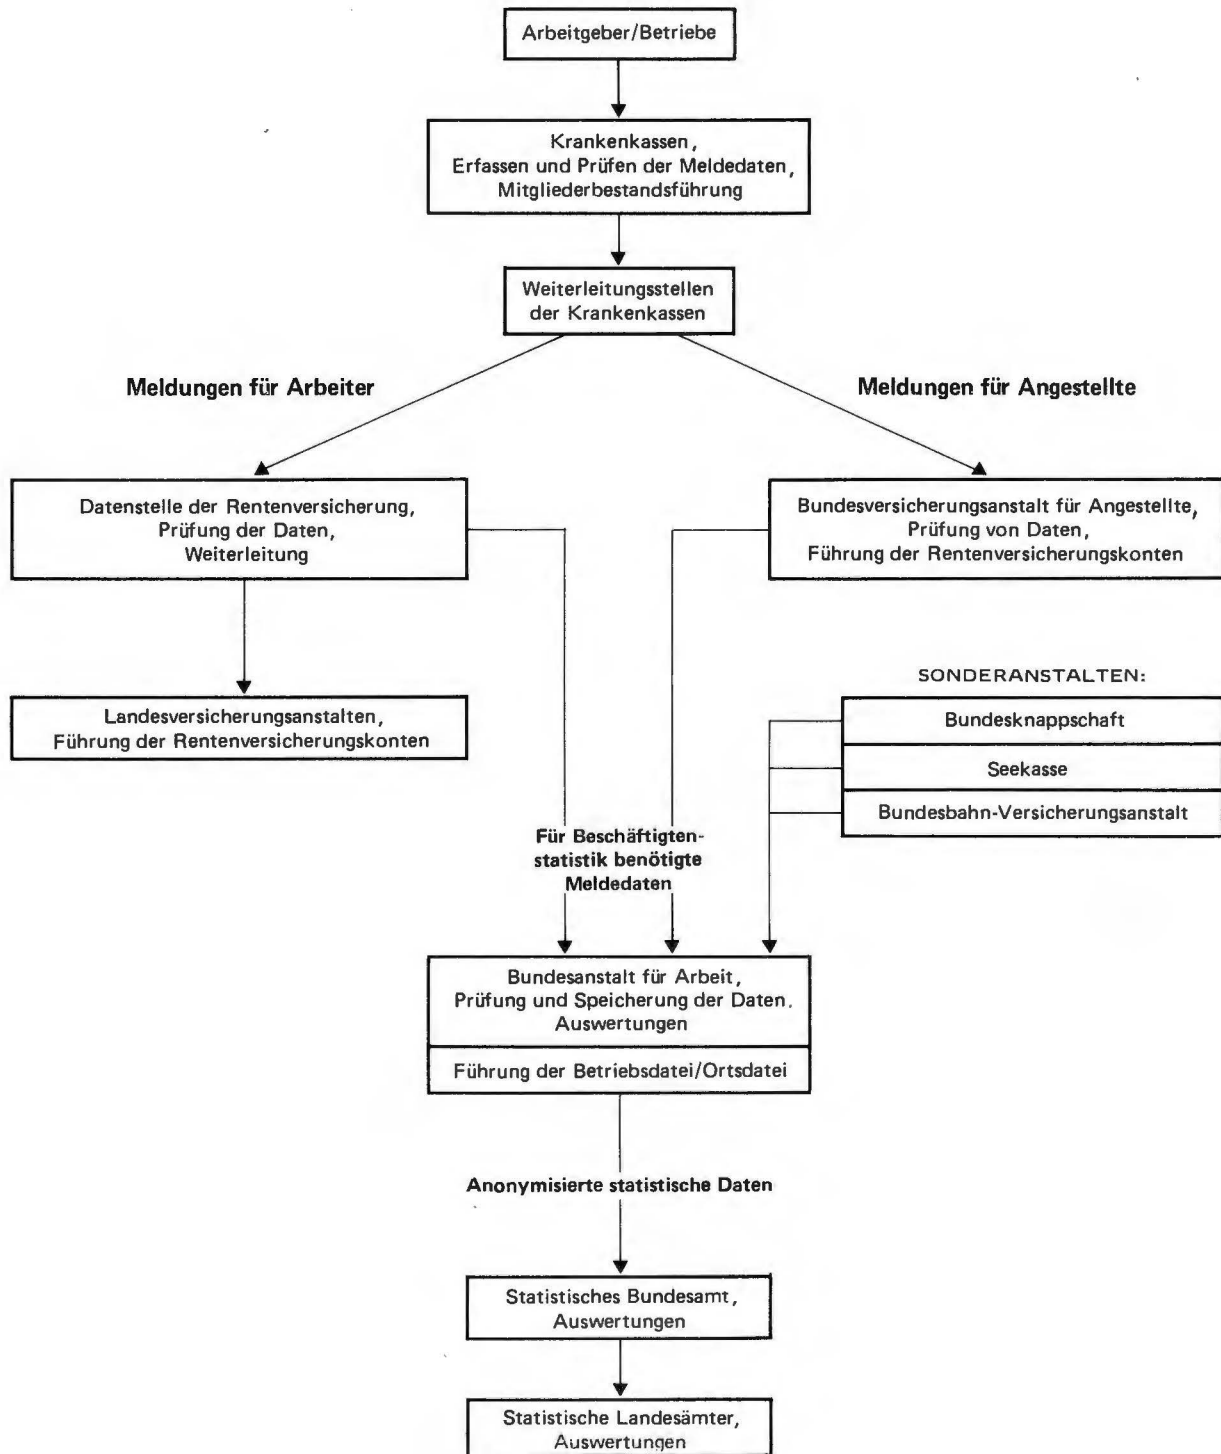 Arbeitgeber/Betriebe
Krankenkassen,
Erfassen und Prüfen der Meldedaten,
Mitgliederbestandsführung
Weiterleitungsstellen
der Krankenkassen
Meldungen für Arbeiter
Meldungen für Angestellte
Datenstelle der Rentenversicherung,
Prüfung der Daten,
Weiterleitung
Bundesversicherungsanstalt für Angestellte,
Prüfung von Daten,
Führung der Rentenversicherungskonten
Landesversicherungsanstalten,
Führung der Rentenversicherungskonten
SONDERANSTALTEN:
Bundesknappschaft
Seekasse
Bundesbahn-Versicherungsanstalt
Für Beschäftigten-
statistik benötigte
Meldedaten
Bundesanstalt für Arbeit,
Prüfung und Speicherung der Daten.
Auswertungen
Führung der Betriebsdatei/Ortsdatei
Anonymisierte statistische Daten
Statistisches Bundesamt,
Auswertungen
Statistische Landesämter,
Auswertungen